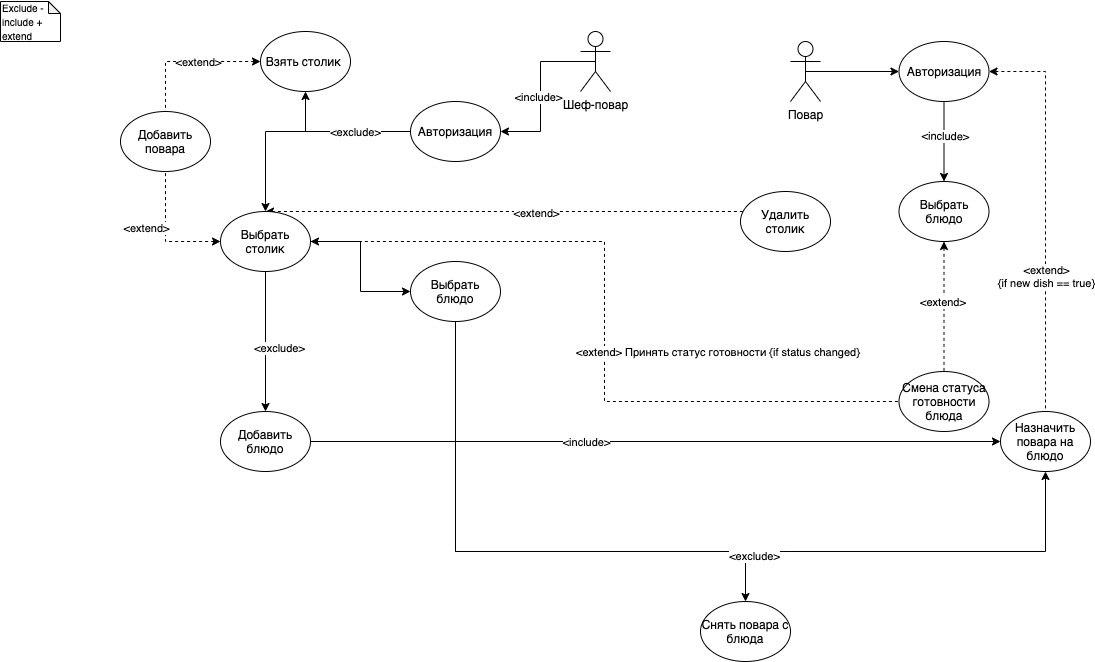 Exclude -
include +
extend
<extend>
Взять столик
<include>
Шеф-повар
Повар
Авторизация
Добавить
повара
<exclude>
Авторизация
<include>
<extend>
Выбрать
столик
<extend>
Удалить
столик
Выбрать
блюдо
Выбрать
блюдо
<extend>
{if new dish == true}
<extend>
<exclude>
<extend> Принять статус готовности {if status changed}
Смена статуса
готовности
блюда
Добавить
блюдо
<include>
Назначить
повара на
блюдо
<exclude>
Снять повара с
блюда